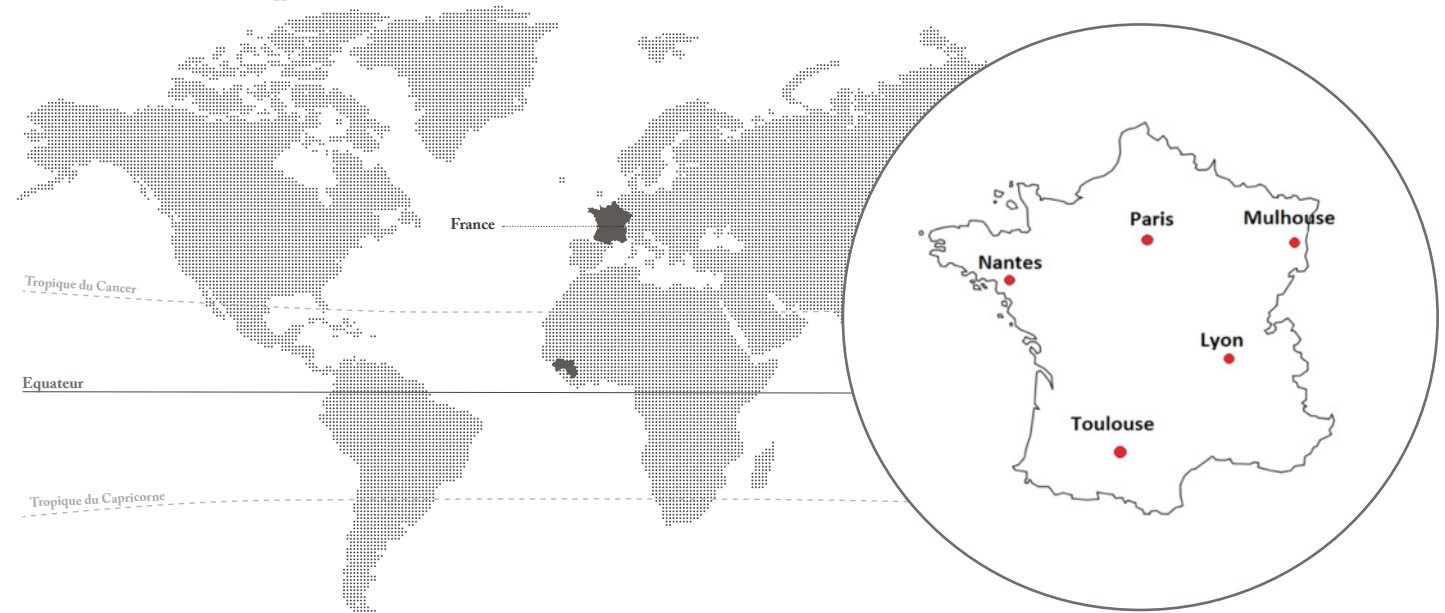 France
Tropique du Cancer
Equateur
Tropique du Capricorne
Paris
Mulhouse
Nantes
Lyon
Toulouse